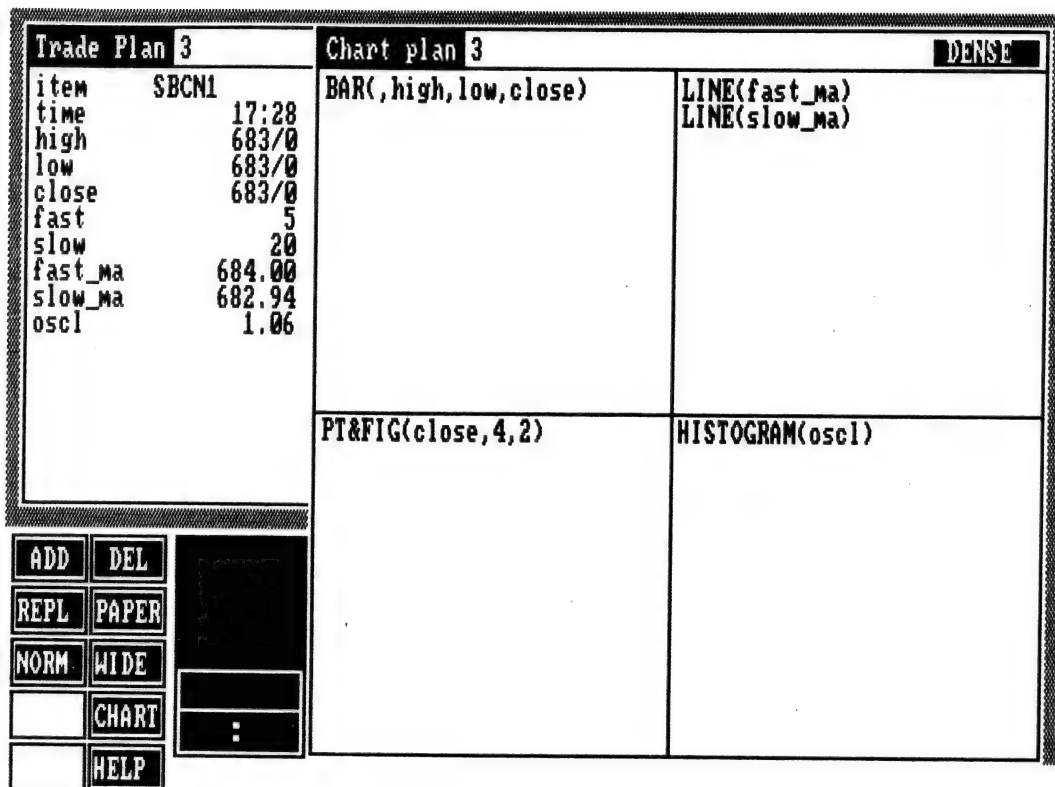 Trade Plan 3
item SBCN1
time 17:28
high 683/0
low 683/0
close 683/0
fast 5
slow 20
fast_ma 684.00
slow_ma 682.94
oscl 1.06
Chart plan 3 DENSE
BAR(,high,low,close)
LINE(fast_ma)
LINE(slow_ma)
PT&FIG(close,4,2)
HISTOGRAM(oscl)
ADD DEL
REPL PAPER
NORM WIDE
CHART
:
HELP